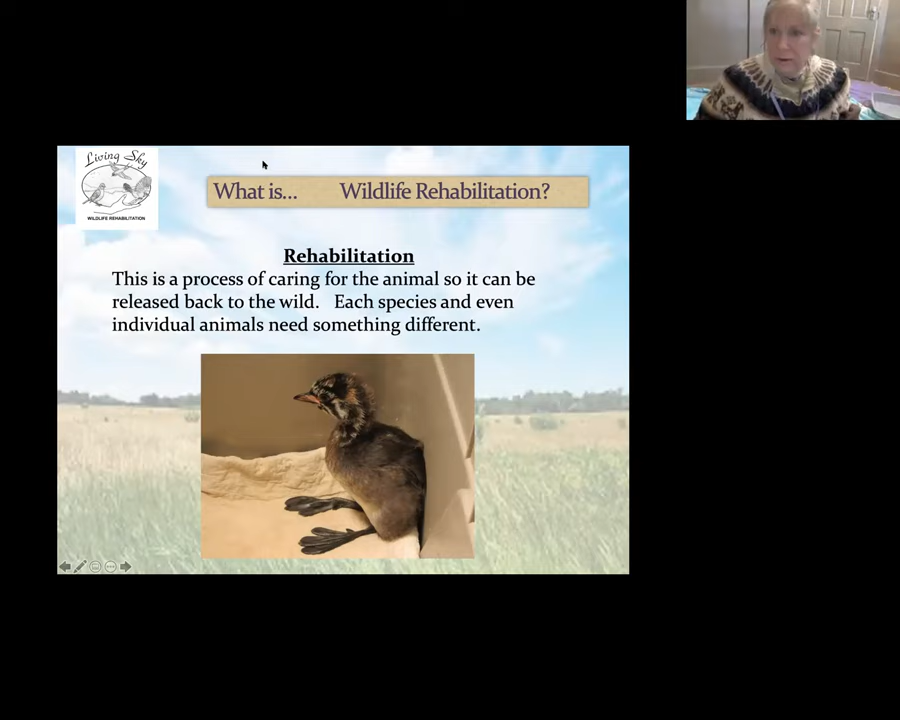 Living Sky
WILDLIFE REHABILITATION
What is... Wildlife Rehabilitation?
Rehabilitation
This is a process of caring for the animal so it can be
released back to the wild. Each species and even
individual animals need something different.